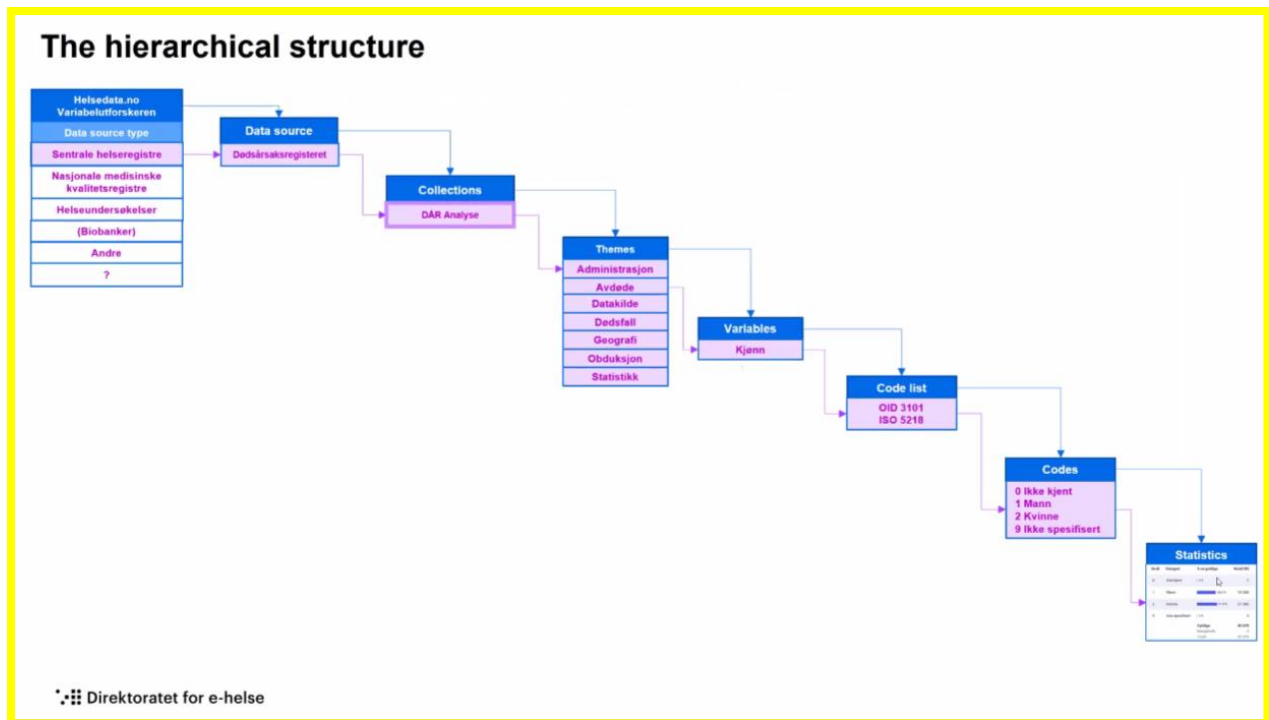 The hierarchical structure
Helsedata.no
Variabelutforskeren
Data source type
Sentrale helseregistre
Nasjonale medisinske
kvalitetsregistre
Helseundersøkelser
(Biobanker)
Andre
?
Data source
Dødsårsaksregisteret
Collections
DÅR Analyse
Themes
Administrasjon
Avdøde
Datakilde
Dødsfall
Geografi
Obduksjon
Statistikk
Variables
Kjønn
Code list
OID 3101
ISO 5218
Codes
0 Ikke kjent
1 Mann
2 Kvinne
9 Ikke spesifisert
Statistics
Direktoratet for e-helse